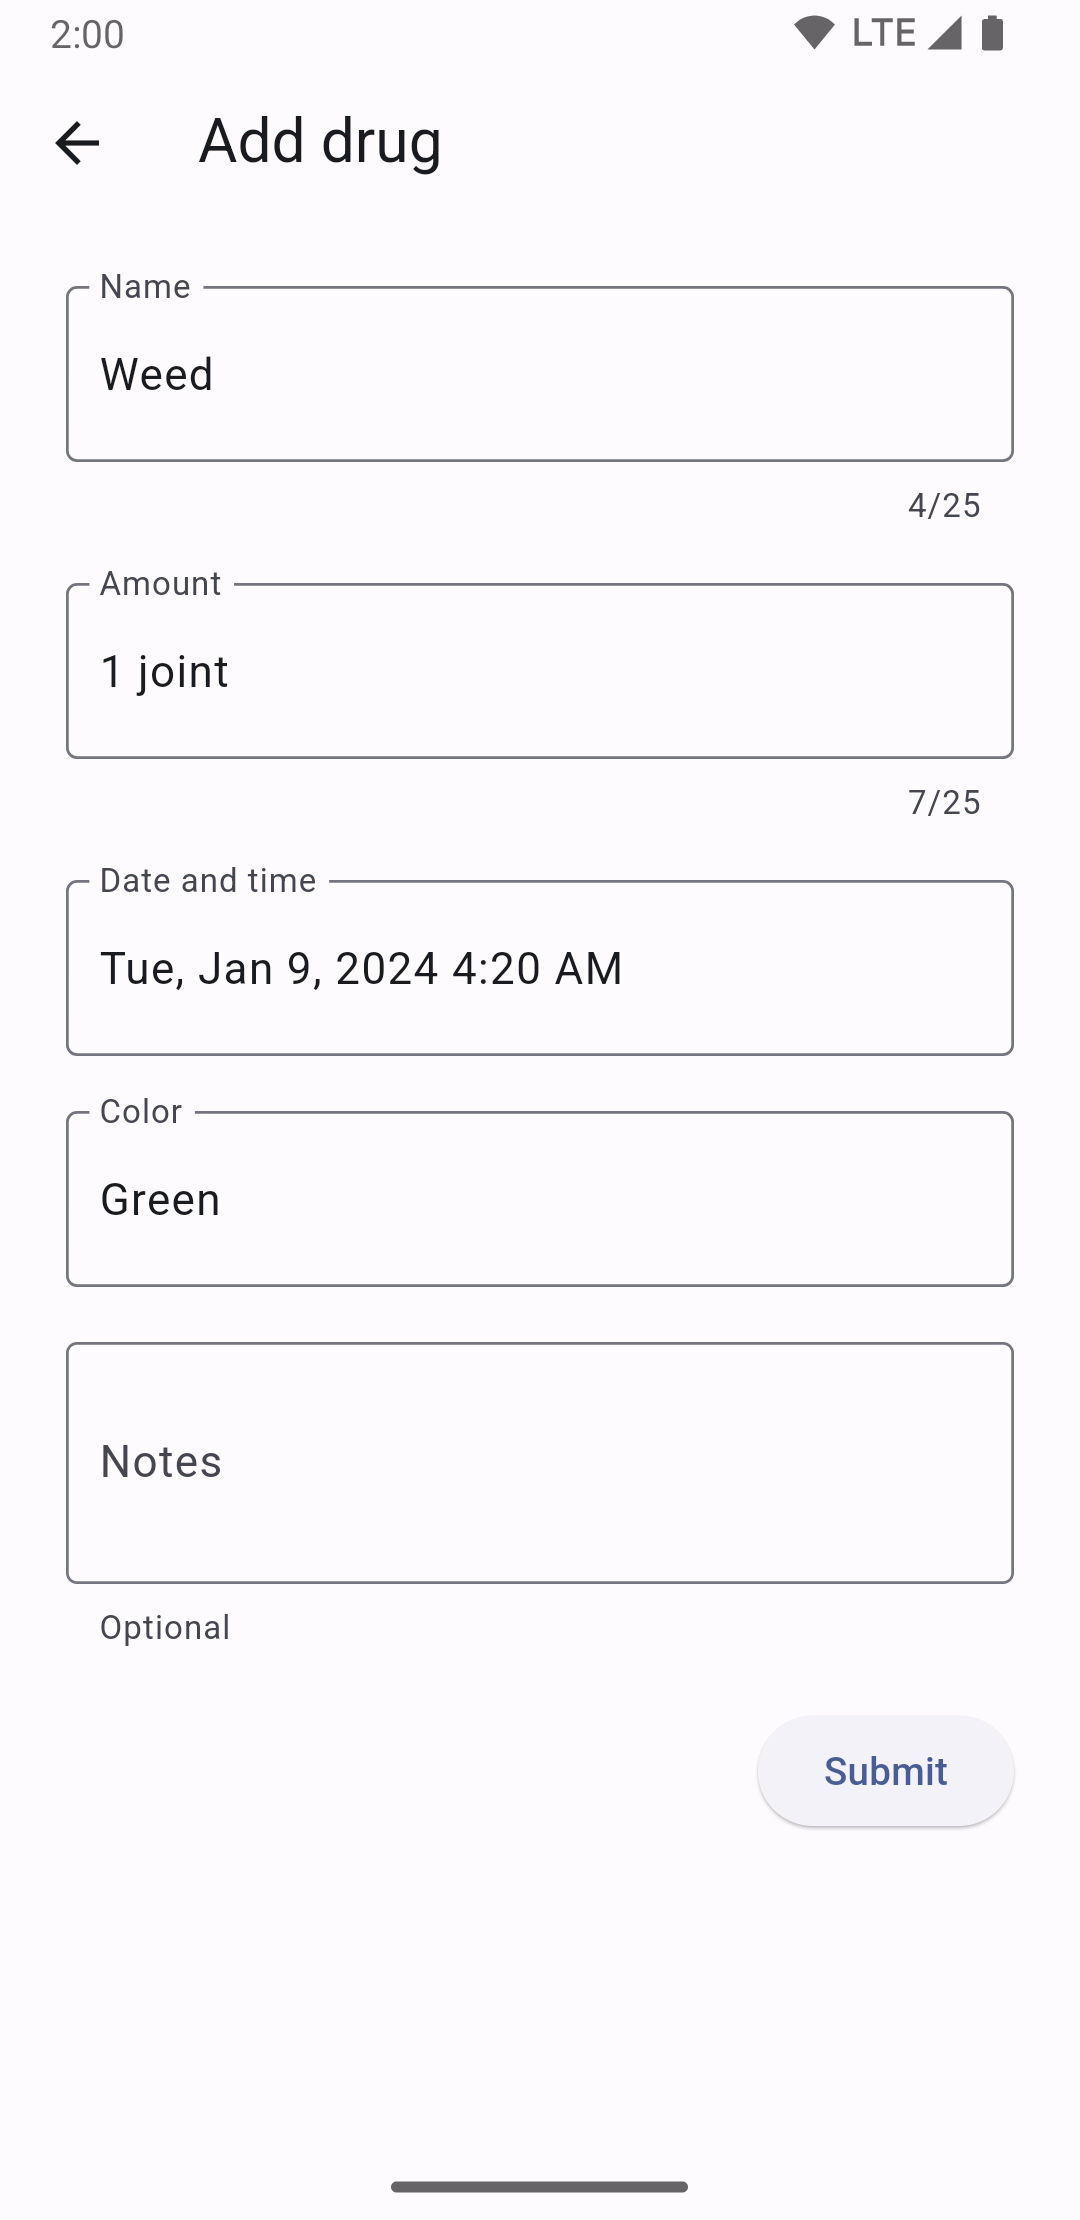 2:00 LTE
Add drug
Name
Weed
4/25
Amount
1 joint
7/25
Date and time
Tue, Jan 9, 2024 4:20 AM
Color
Green
Notes
Optional
Submit